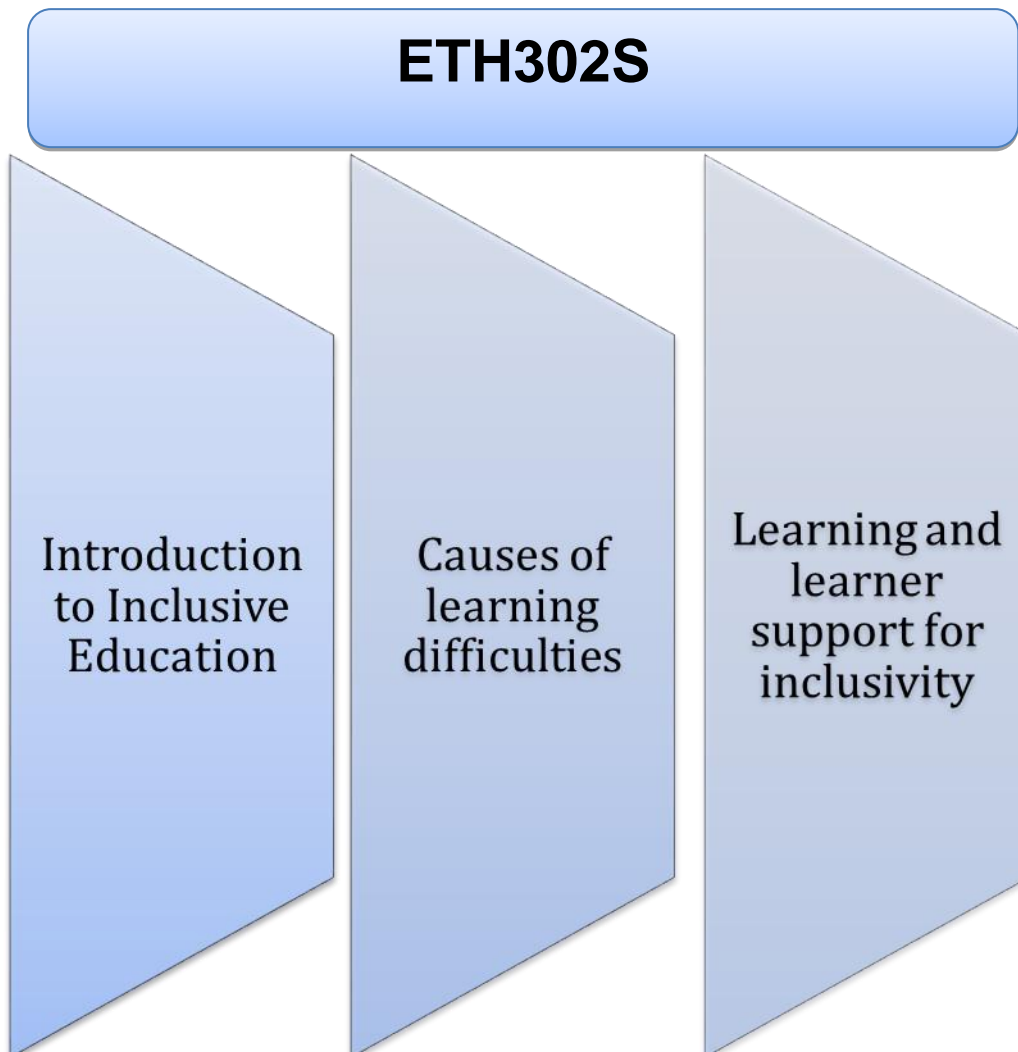 ETH302S
Introduction
to Inclusive
Education
Causes of
learning
difficulties
Learning and
learner
support for
inclusivity